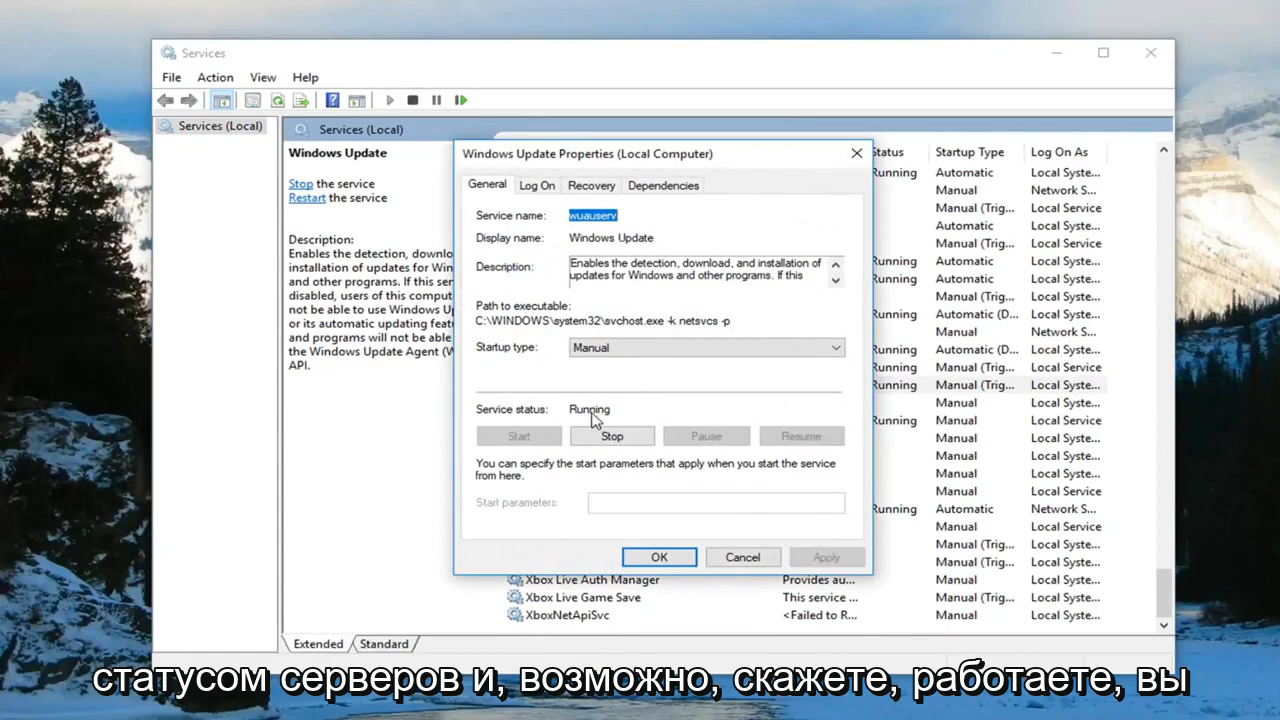 Services
File Action View Help
Services (Local)
Services (Local)
Windows Update
Stop the service
Restart the service
Description:
Enables the detection, download,
installation of updates for
and other programs. If this
disabled, users of this
not be able to use Windows
or its automatic updating
and programs will not be able
the Windows Update Agent
API.
Windows Update Properties (Local Computer)
General Log On Recovery Dependencies
Service name: wuauserv
Display name: Windows Update
Description: Enables the detection, download, and installation of
updates for Windows and other programs. If this
Path to executable:
C:\WINDOWS\system32\svchost.exe -k netsvcs -p
Startup type: Manual
Service status: Running
Start Stop Pause Resume
You can specify the start parameters that apply when you start the service
from here.
Start parameters:
OK Cancel Apply
Status Startup Type Log On As
Running Automatic Local Syste...
Manual Network S...
Manual (Trig... Local Service
Automatic Local Syste...
Manual (Trig... Local Syste...
Running Automatic Local Syste...
Running Manual Local Syste...
Running Manual (Trig... Local Syste...
Running Automatic (D... Local Syste...
Manual Network S...
Running Automatic (D... Local Syste...
Running Manual (Trig... Local Service
Running Manual (Trig... Local Syste...
Manual Local Syste...
Manual Local Service
Manual Local Syste...
Manual Local Syste...
Manual Local Syste...
Manual Local Service
Running Automatic Network S...
Manual Local Service
Manual (Trig... Local Syste...
Manual Local Syste...
Xbox Live Auth Manager Provides au... Manual Local Syste...
Xbox Live Game Save This service ... Manual (Trig... Local Syste...
XboxNetApiSvc <Failed to R... Manual Local Syste...
Extended Standard
статусом серверов и, возможно, скажете, работаете, вы